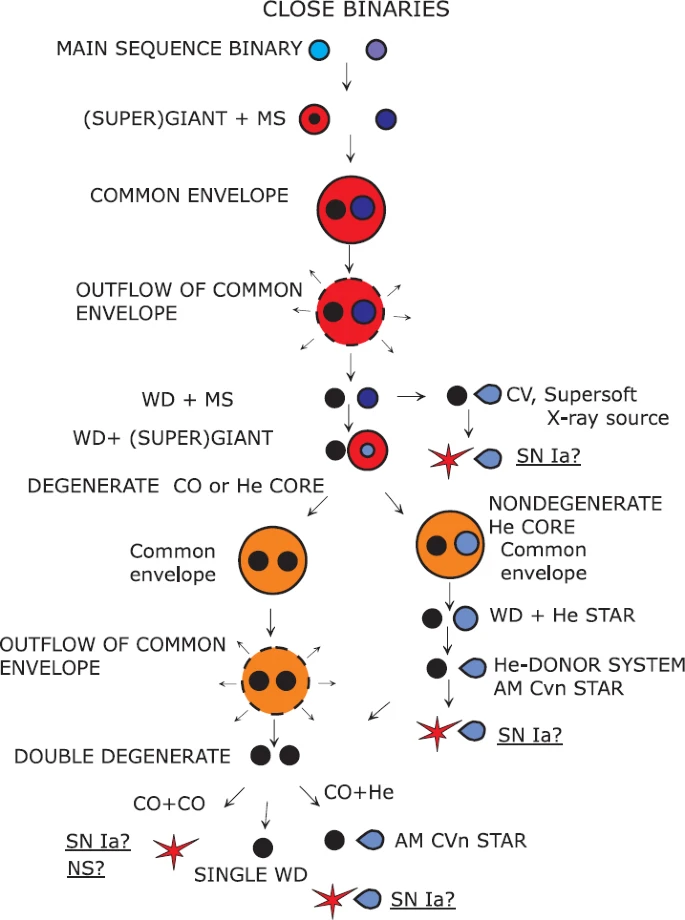 CLOSE BINARIES
MAIN SEQUENCE BINARY
(SUPER)GIANT + MS
COMMON ENVELOPE
OUTFLOW OF COMMON
ENVELOPE
WD + MS
CV, Supersoft
X-ray source
WD+ (SUPER)GIANT
SN Ia?
DEGENERATE CO or He CORE
NONDEGENERATE
He CORE
Common
envelope
Common
envelope
WD + He STAR
OUTFLOW OF COMMON
ENVELOPE
He-DONOR SYSTEM
AM Cvn STAR
SN Ia?
DOUBLE DEGENERATE
CO+CO
CO+He
SN Ia?
NS?
SINGLE WD
AM CVn STAR
SN Ia?